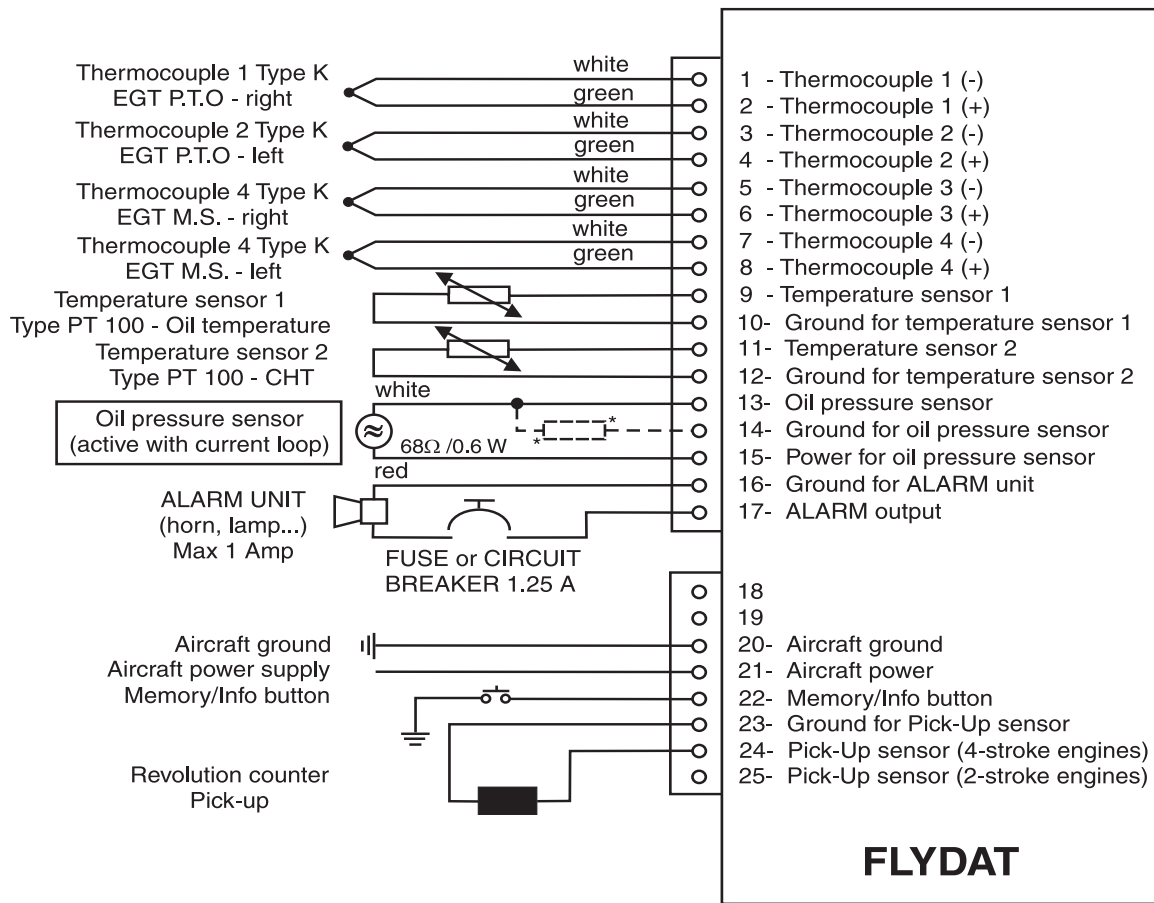 Thermocouple 1 Type K
EGT P.T.O - right
white
green
1 - Thermocouple 1 (-)
2 - Thermocouple 1 (+)
Thermocouple 2 Type K
EGT P.T.O - left
white
green
3 - Thermocouple 2 (-)
4 - Thermocouple 2 (+)
Thermocouple 4 Type K
EGT M.S. - right
white
green
5 - Thermocouple 3 (-)
6 - Thermocouple 3 (+)
Thermocouple 4 Type K
EGT M.S. - left
white
green
7 - Thermocouple 4 (-)
8 - Thermocouple 4 (+)
Temperature sensor 1
Type PT 100 - Oil temperature
9 - Temperature sensor 1
10- Ground for temperature sensor 1
Temperature sensor 2
Type PT 100 - CHT
11- Temperature sensor 2
12- Ground for temperature sensor 2
Oil pressure sensor
(active with current loop)
white
≈
* *
68Ω /0.6 W
red
13- Oil pressure sensor
14- Ground for oil pressure sensor
15- Power for oil pressure sensor
ALARM UNIT
(horn, lamp...)
Max 1 Amp
FUSE or CIRCUIT
BREAKER 1.25 A
16- Ground for ALARM unit
17- ALARM output
18
19
Aircraft ground
20- Aircraft ground
Aircraft power supply
21- Aircraft power
Memory/Info button
22- Memory/Info button
23- Ground for Pick-Up sensor
24- Pick-Up sensor (4-stroke engines)
25- Pick-Up sensor (2-stroke engines)
Revolution counter
Pick-up
FLYDAT